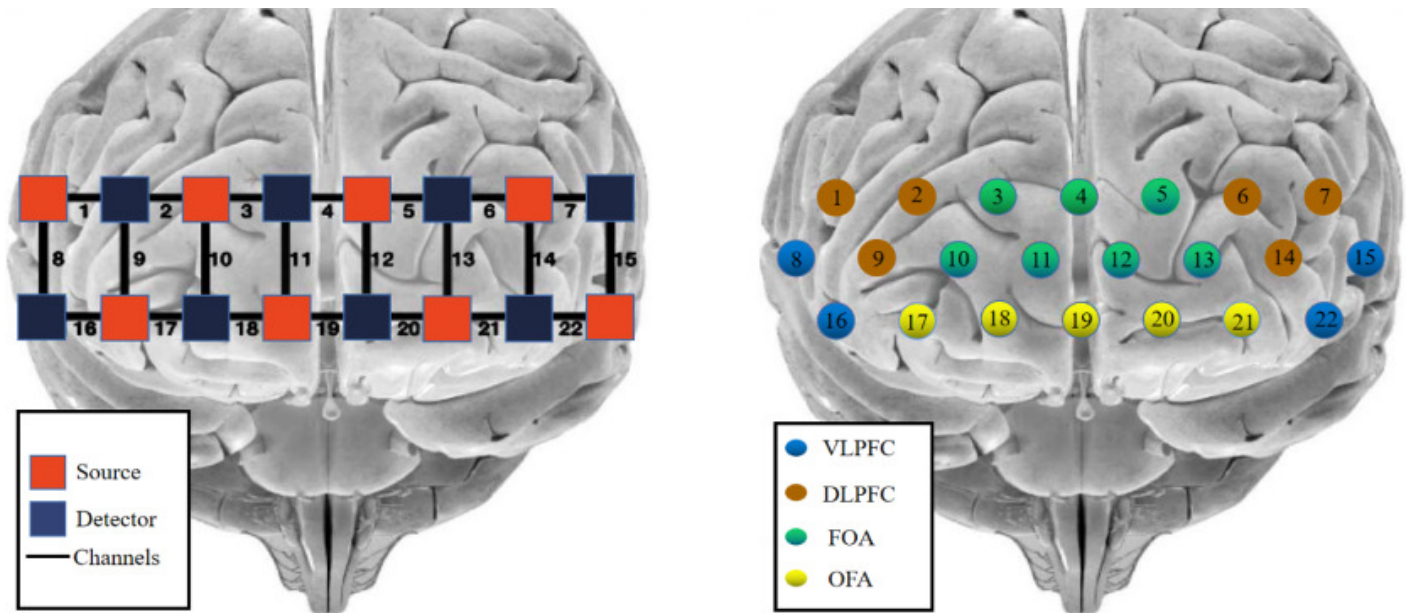 1 2 3 4 5 6 7
8 9 10 11 12 13 14 15
16 17 18 19 20 21 22
Source
Detector
Channels
1 2 3 4 5 6 7
8 9 10 11 12 13 14 15
16 17 18 19 20 21 22
VLPFC
DLPFC
FOA
OFA